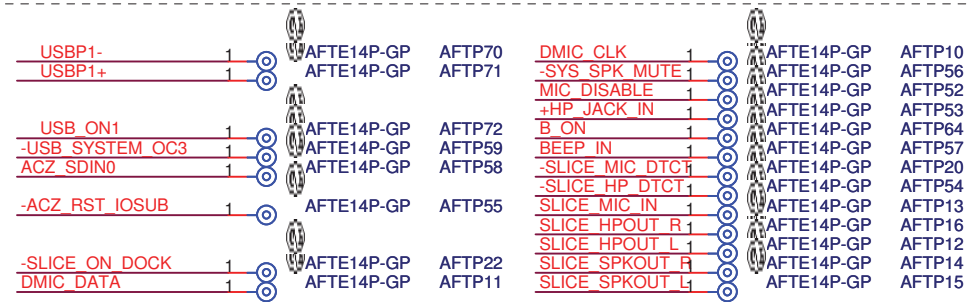 USBP1- 1 AFTE14P-GP AFTP70
USBP1+ 1 AFTE14P-GP AFTP71
USB_ON1 1 AFTE14P-GP AFTP72
-USB_SYSTEM_OC3 1 AFTE14P-GP AFTP59
ACZ_SDIN0 1 AFTE14P-GP AFTP58
-ACZ_RST_IOSUB 1 AFTE14P-GP AFTP55
-SLICE_ON_DOCK 1 AFTE14P-GP AFTP22
DMIC_DATA 1 AFTE14P-GP AFTP11
DMIC_CLK 1 AFTE14P-GP AFTP10
-SYS_SPK_MUTE 1 AFTE14P-GP AFTP56
MIC_DISABLE 1 AFTE14P-GP AFTP52
+HP_JACK_IN 1 AFTE14P-GP AFTP53
B_ON 1 AFTE14P-GP AFTP64
BEEP_IN 1 AFTE14P-GP AFTP57
-SLICE_MIC_DTCT 1 AFTE14P-GP AFTP20
-SLICE_HP_DTCT 1 AFTE14P-GP AFTP54
SLICE_MIC_IN 1 AFTE14P-GP AFTP13
SLICE_HPOUT_R 1 AFTE14P-GP AFTP16
SLICE_HPOUT_L 1 AFTE14P-GP AFTP12
SLICE_SPKOUT_R 1 AFTE14P-GP AFTP14
SLICE_SPKOUT_L 1 AFTE14P-GP AFTP15